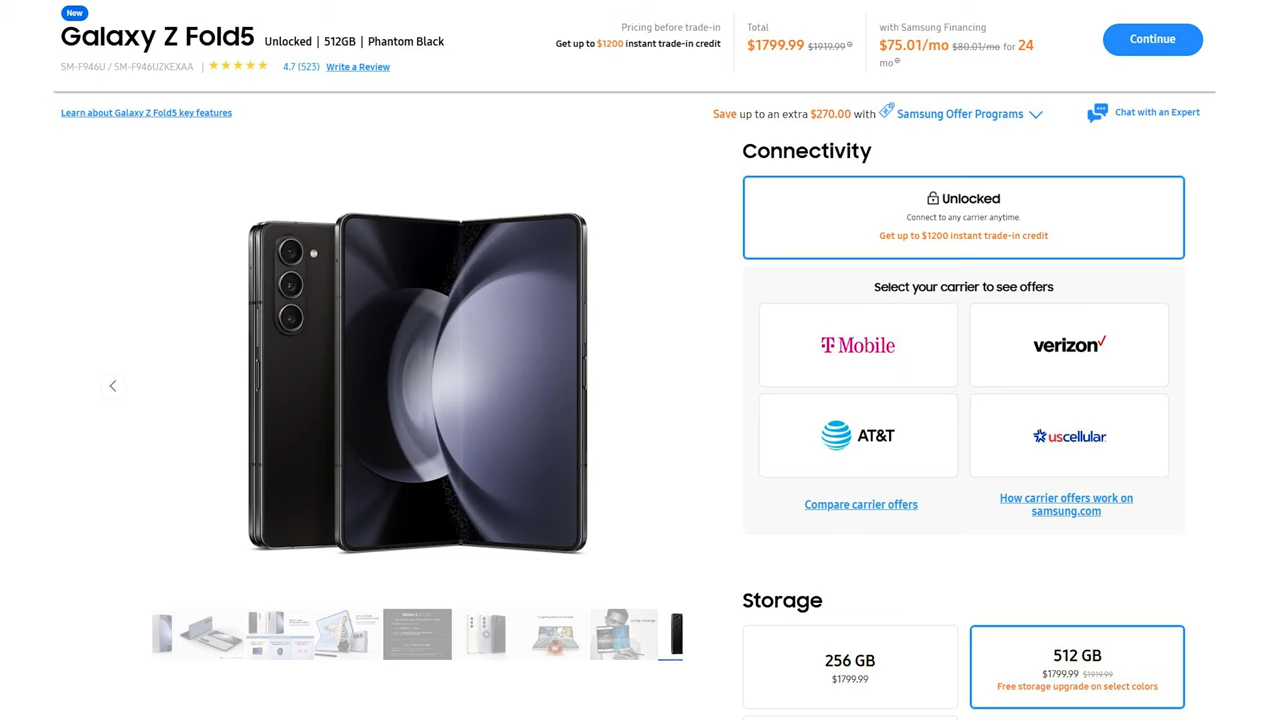 New
Galaxy Z Fold5 Unlocked | 512GB | Phantom Black
SM-F946U / SM-F946UZKEXAA | 4.7 (523) Write a Review
Pricing before trade-in
Get up to $1200 instant trade-in credit
Total
$1799.99 $1919.99
with Samsung Financing
$75.01/mo $80.01/mo for 24
mo
Continue
Learn about Galaxy Z Fold5 key features
Save up to an extra $270.00 with Samsung Offer Programs
Chat with an Expert
Connectivity
Unlocked
Connect to any carrier anytime.
Get up to $1200 instant trade-in credit
Select your carrier to see offers
T Mobile
verizon
AT&T
uscellular
Compare carrier offers
How carrier offers work on
samsung.com
Storage
256 GB
$1799.99
512 GB
$1799.99 $1919.99
Free storage upgrade on select colors